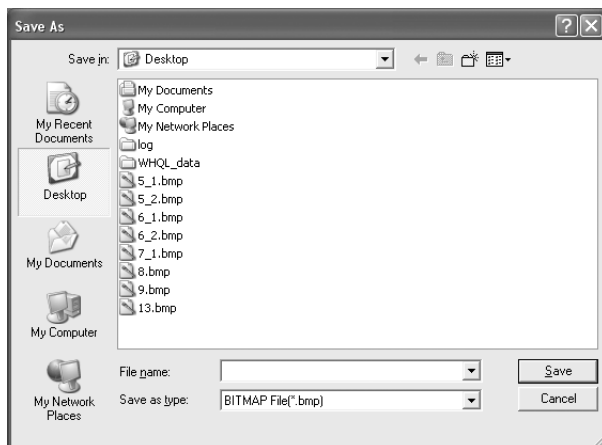 Save As
Save in:
Desktop
My Recent
Documents
Desktop
My Documents
My Computer
My Network
Places
My Documents
My Computer
My Network Places
log
WHQL_data
5_1.bmp
5_2.bmp
6_1.bmp
6_2.bmp
7_1.bmp
8.bmp
9.bmp
13.bmp
File name:
Save
Save as type:
BITMAP File(*.bmp)
Cancel